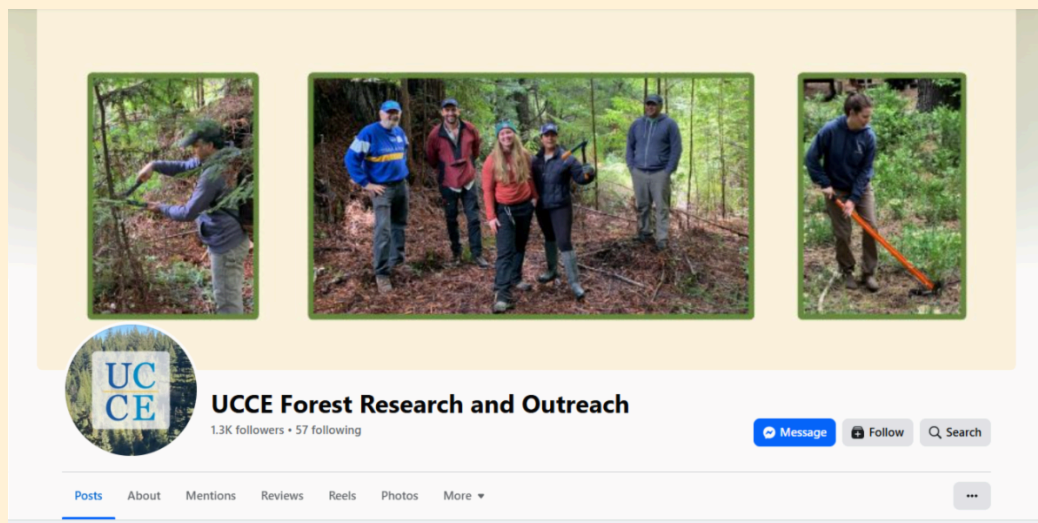 UC
CE
UCCE Forest Research and Outreach
1.3K followers • 57 following
Message
Follow
Search
Posts About Mentions Reviews Reels Photos More